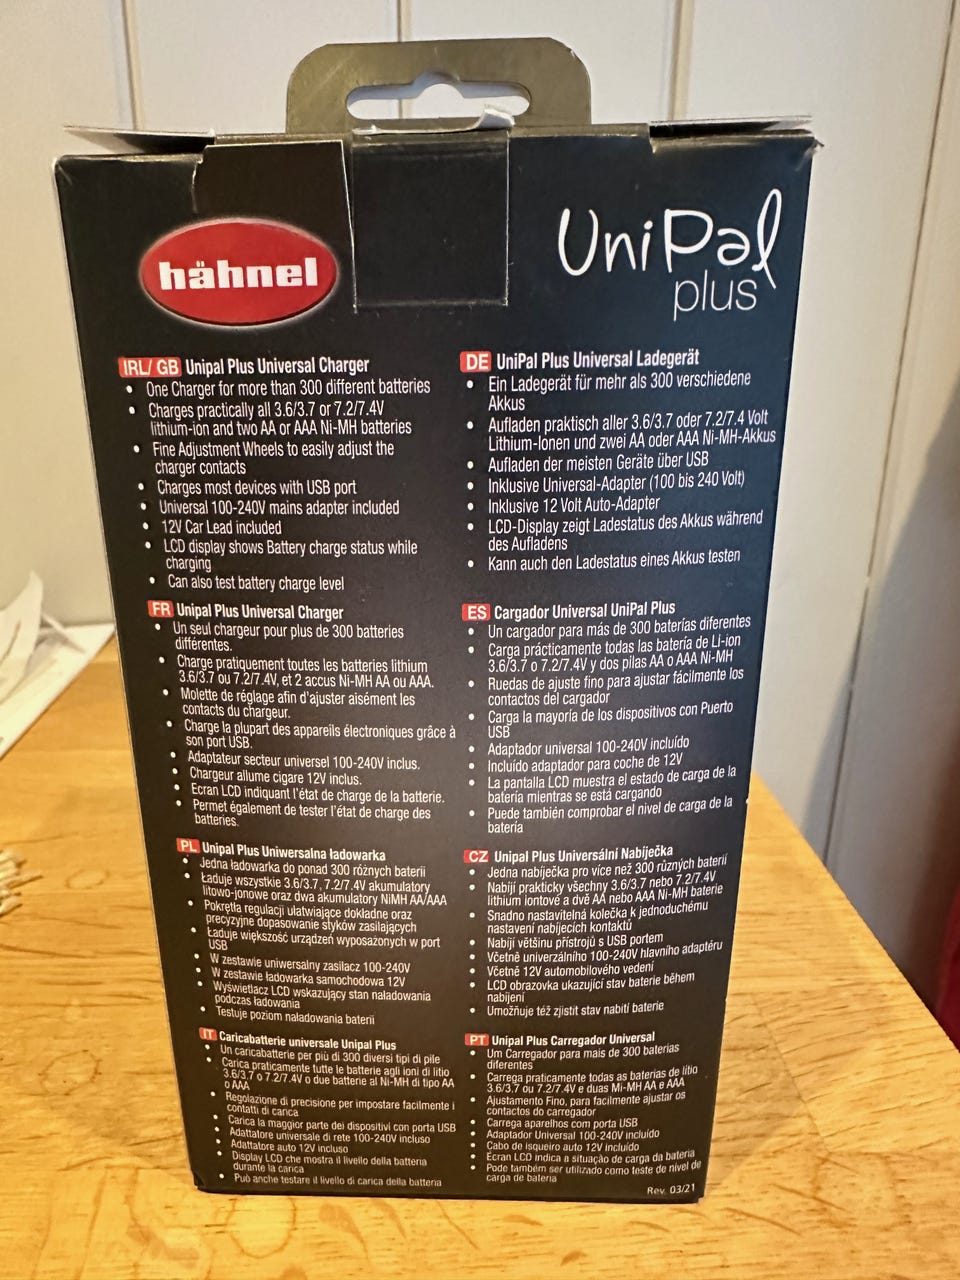 hähnel
UniPal
plus
IRL/ GB Unipal Plus Universal Charger
• One Charger for more than 300 different batteries
• Charges practically all 3.6/3.7 or 7.2/7.4V
lithium-ion and two AA or AAA Ni-MH batteries
• Fine Adjustment Wheels to easily adjust the
charger contacts
• Charges most devices with USB port
• Universal 100-240V mains adapter included
• 12V Car Lead included
• LCD display shows Battery charge status while
charging
• Can also test battery charge level
DE UniPal Plus Universal Ladegerät
• Ein Ladegerät für mehr als 300 verschiedene
Akkus
• Aufladen praktisch aller 3.6/3.7 oder 7.2/7.4 Volt
Lithium-Ionen und zwei AA oder AAA Ni-MH-Akkus
• Aufladen der meisten Geräte über USB
• Inklusive Universal-Adapter (100 bis 240 Volt)
• Inklusive 12 Volt Auto-Adapter
• LCD-Display zeigt Ladestatus des Akkus während
des Aufladens
• Kann auch den Ladestatus eines Akkus testen
FR Unipal Plus Universal Charger
• Un seul chargeur pour plus de 300 batteries
différentes.
• Charge pratiquement toutes les batteries lithium
3.6/3.7 ou 7.2/7.4V, et 2 accus Ni-MH AA ou AAA.
• Molette de réglage afin d'ajuster aisément les
contacts du chargeur.
• Charge la plupart des appareils électroniques grâce à
son port USB.
• Adaptateur secteur universel 100-240V inclus.
• Chargeur allume cigare 12V inclus.
• Ecran LCD indiquant l'état de charge de la batterie.
• Permet également de tester l'état de charge des
batteries.
ES Cargador Universal UniPal Plus
• Un cargador para más de 300 baterías diferentes
• Carga prácticamente todas las batería de LI-ion
3.6/3.7 o 7.2/7.4V y dos pilas AA o AAA Ni-MH
• Ruedas de ajuste fino para ajustar fácilmente los
contactos del cargador
• Carga la mayoría de los dispositivos con Puerto
USB
• Adaptador universal 100-240V incluído
• Incluído adaptador para coche de 12V
• La pantalla LCD muestra el estado de carga de la
batería mientras se está cargando
• Puede también comprobar el nivel de carga de la
batería
PL Unipal Plus Uniwersalna ładowarka
• Jedna ładowarka do ponad 300 różnych baterii
• Ładuje wszystkie 3.6/3.7, 7.2/7.4V akumulatory
litowo-jonowe oraz dwa akumulatory NiMH AA/AAA
• Pokrętła regulacji ułatwiające dokładne oraz
precyzyjne dopasowanie styków zasilających
• Ładuje większość urządzeń wyposażonych w port
USB
• W zestawie uniwersalny zasilacz 100-240V
• W zestawie ładowarka samochodowa 12V
• Wyświetlacz LCD wskazujący stan naładowania
podczas ładowania
• Testuje poziom naładowania baterii
CZ Unipal Plus Universální Nabíječka
• Jedna nabíječka pro více než 300 různých baterií
• Nabíjí prakticky všechny 3.6/3.7 nebo 7.2/7.4V
lithium iontové a dvě AA nebo AAA Ni-MH baterie
• Snadno nastavitelná kolečka k jednoduchému
nastavení nabíjecích kontaktů
• Nabíjí většinu přístrojů s USB portem
• Včetně univerzálního 100-240V hlavního adaptéru
• Včetně 12V automobilového vedení
• LCD obrazovka ukazující stav baterie během
nabíjení
• Umožňuje též zjistit stav nabití baterie
IT Caricabatterie universale Unipal Plus
• Un caricabatterie per più di 300 diversi tipi di pile
• Carica praticamente tutte le batterie agli ioni di litio
3.6/3.7 o 7.2/7.4V o due batterie al Ni-MH di tipo AA
o AAA
• Regolazione di precisione per impostare facilmente i
contatti di carica
• Carica la maggior parte dei dispositivi con porta USB
• Adattatore universale di rete 100-240V incluso
• Adattatore auto 12V incluso
• Display LCD che mostra il livello della batteria
durante la carica
• Può anche testare il livello di carica della batteria
PT Unipal Plus Carregador Universal
• Um Carregador para mais de 300 baterias
diferentes
• Carrega praticamente todas as baterias de lítio
3.6/3.7 ou 7.2/7.4V e duas Mi-MH AA e AAA
• Ajustamento Fino, para facilmente ajustar os
contactos do carregador
• Carrega aparelhos com porta USB
• Adaptador Universal 100-240V incluído
• Cabo de isqueiro auto 12V incluído
• Ecran LCD indica a situação de carga da bateria
• Pode também ser utilizado como teste de nível de
carga de bateria
Rev. 03/21